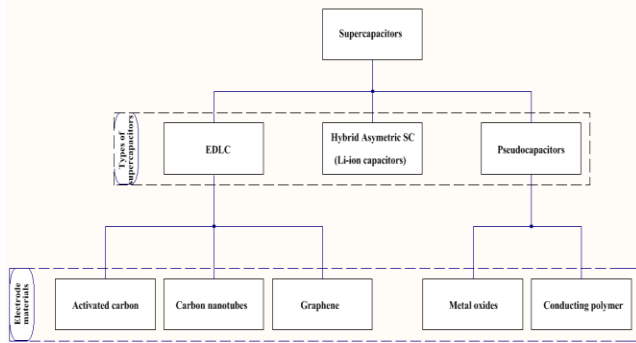 Supercapacitors
Types of
supercapacitors
EDLC
Hybrid Asymetric SC
(Li-ion capacitors)
Pseudocapacitors
Electrode
materials
Activated carbon
Carbon nanotubes
Graphene
Metal oxides
Conducting polymer